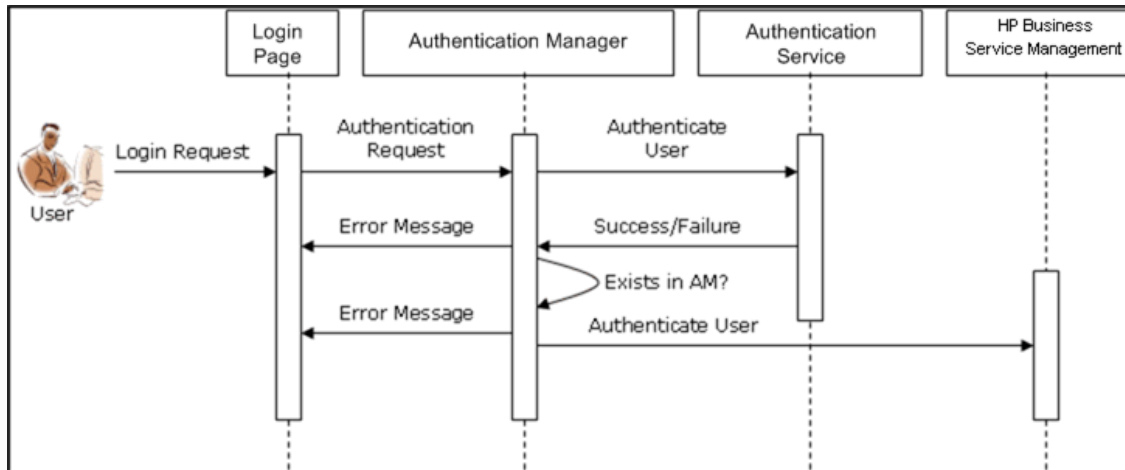 Login
Page
Authentication Manager
Authentication
Service
HP Business
Service Management
Login Request
User
Authentication
Request
Authenticate
User
Error Message
Success/Failure
Exists in AM?
Error Message
Authenticate User